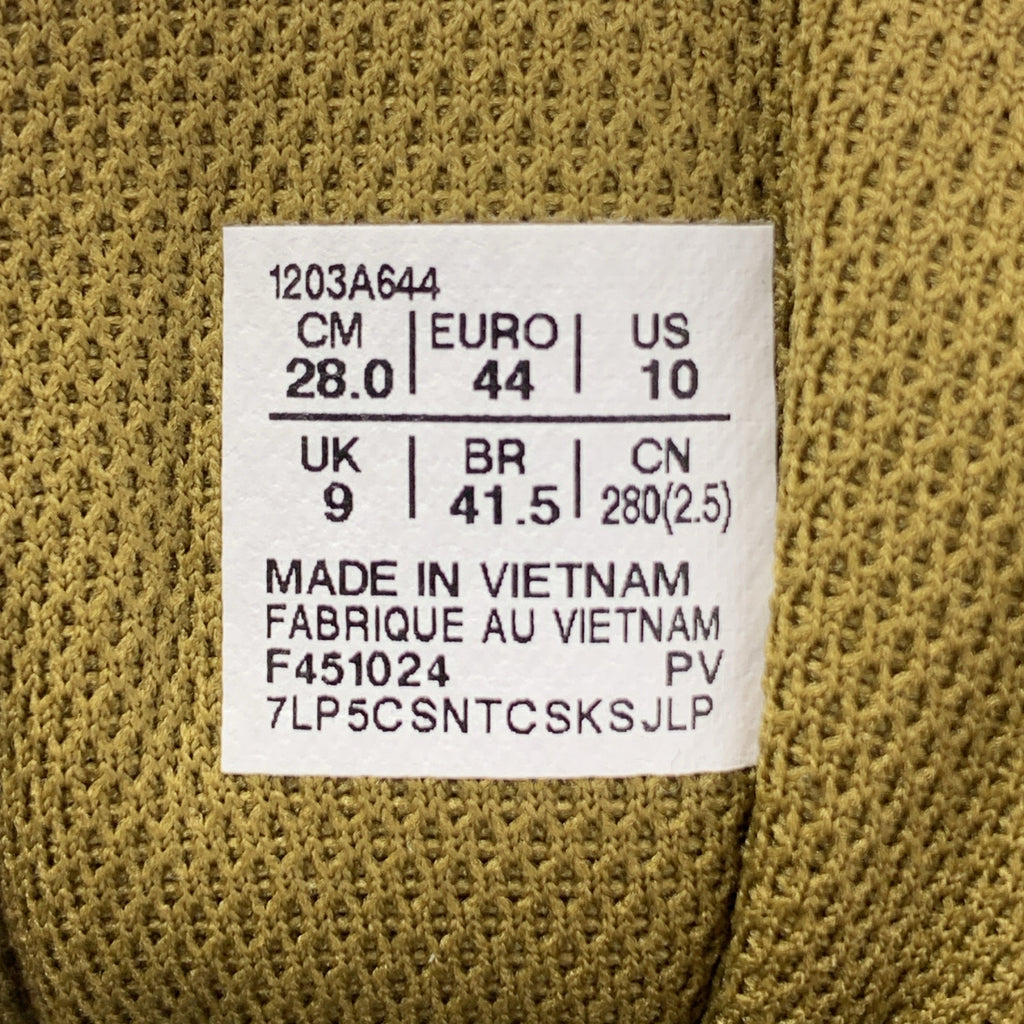 1203A644
CM | EURO | US
28.0 | 44 | 10
UK | BR | CN
9 | 41.5 | 280(2.5)
MADE IN VIETNAM
FABRIQUE AU VIETNAM
F451024 PV
7LP5CSNTCSKSJLP